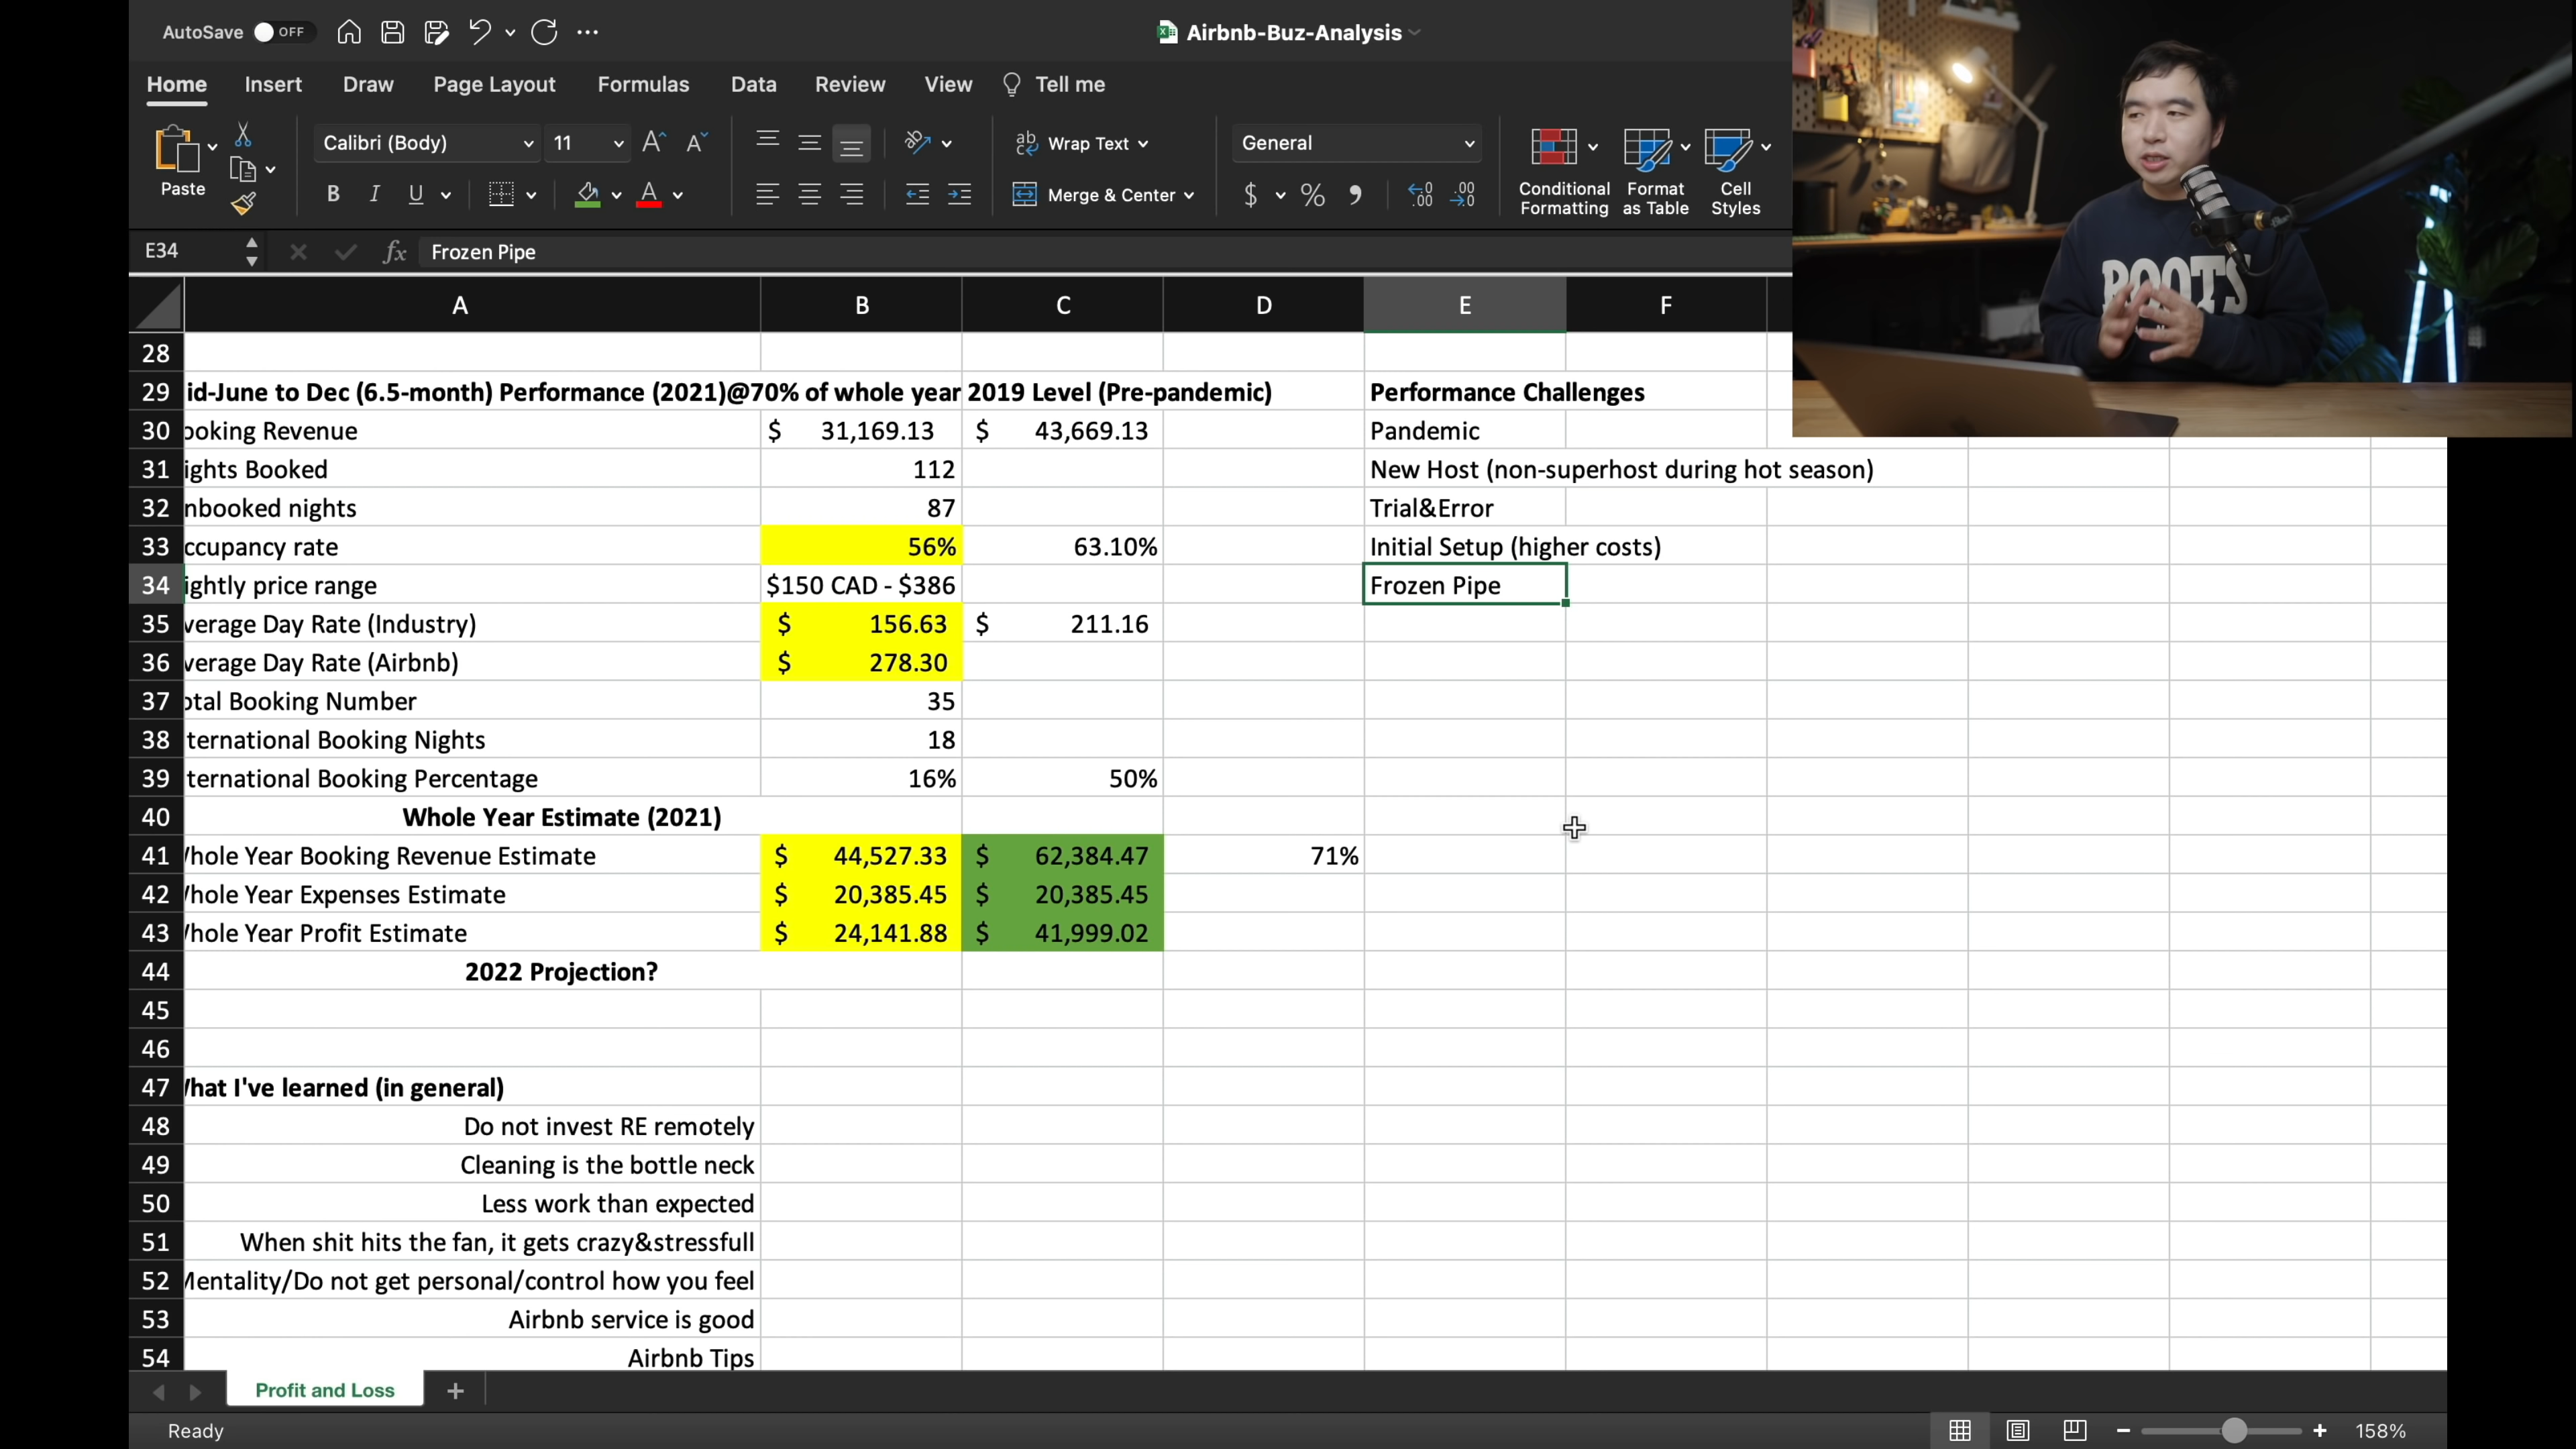 AutoSave OFF
Airbnb-Buz-Analysis
Home Insert Draw Page Layout Formulas Data Review View Tell me
Paste
Calibri (Body) 11
Wrap Text
Merge & Center
General
Conditional Formatting
Format as Table
Cell Styles
E34 fx Frozen Pipe
A B C D E F
28
29 id-June to Dec (6.5-month) Performance (2021)@70% of whole year 2019 Level (Pre-pandemic) Performance Challenges
30 ooking Revenue $ 31,169.13 $ 43,669.13 Pandemic
31 ights Booked 112 New Host (non-superhost during hot season)
32 nbooked nights 87 Trial&Error
33 ccupancy rate 56% 63.10% Initial Setup (higher costs)
34 ightly price range $150 CAD - $386 Frozen Pipe
35 verage Day Rate (Industry) $ 156.63 $ 211.16
36 verage Day Rate (Airbnb) $ 278.30
37 otal Booking Number 35
38 ternational Booking Nights 18
39 ternational Booking Percentage 16% 50%
40 Whole Year Estimate (2021)
41 Whole Year Booking Revenue Estimate $ 44,527.33 $ 62,384.47 71%
42 Whole Year Expenses Estimate $ 20,385.45 $ 20,385.45
43 Whole Year Profit Estimate $ 24,141.88 $ 41,999.02
44 2022 Projection?
45
46
47 What I've learned (in general)
48 Do not invest RE remotely
49 Cleaning is the bottle neck
50 Less work than expected
51 When shit hits the fan, it gets crazy&stressfull
52 Mentality/Do not get personal/control how you feel
53 Airbnb service is good
54 Airbnb Tips
Profit and Loss +
Ready
158%
ROOTS